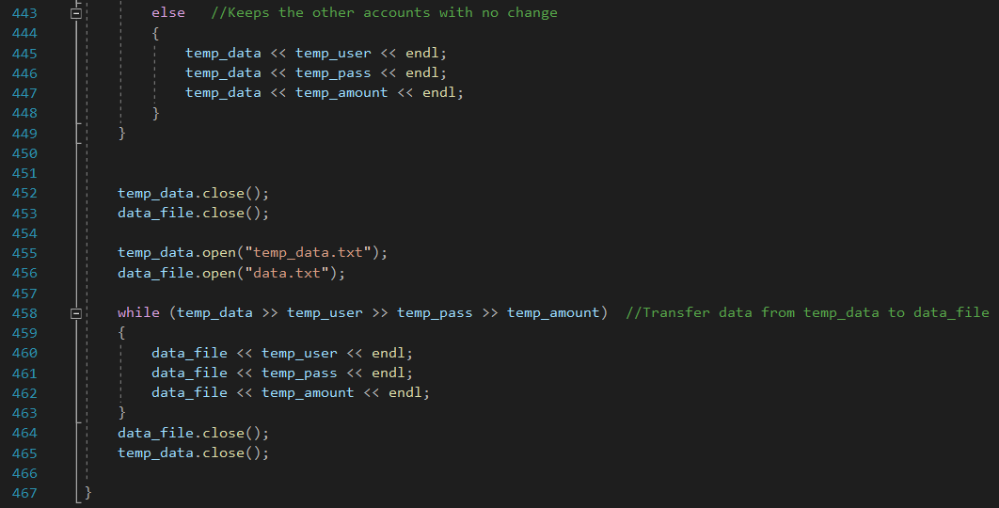 443 else //Keeps the other accounts with no change
444 {
445 temp_data << temp_user << endl;
446 temp_data << temp_pass << endl;
447 temp_data << temp_amount << endl;
448 }
449 }
450
451
452 temp_data.close();
453 data_file.close();
454
455 temp_data.open("temp_data.txt");
456 data_file.open("data.txt");
457
458 while (temp_data >> temp_user >> temp_pass >> temp_amount) //Transfer data from temp_data to data_file
459 {
460 data_file << temp_user << endl;
461 data_file << temp_pass << endl;
462 data_file << temp_amount << endl;
463 }
464 data_file.close();
465 temp_data.close();
466
467 }